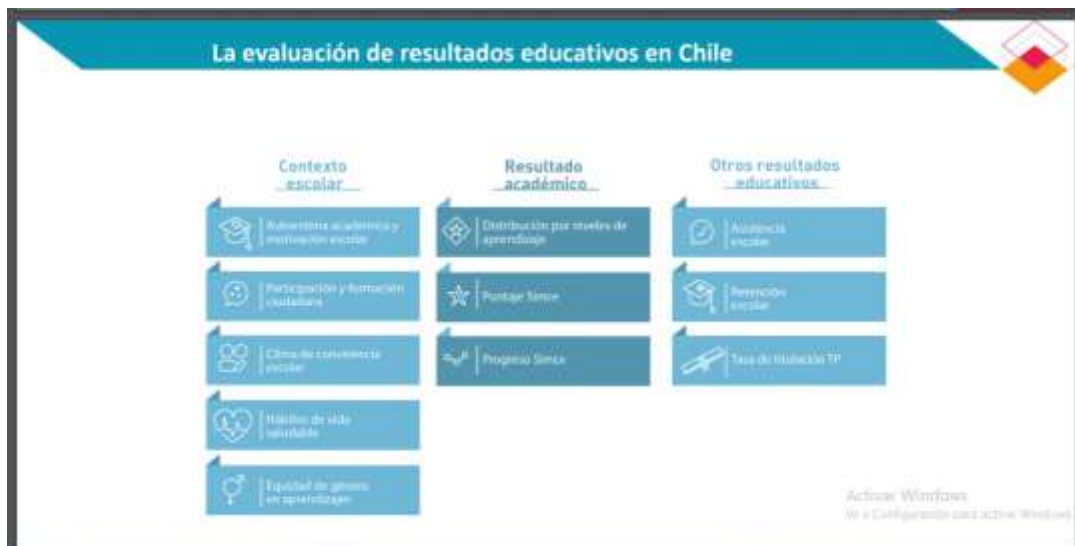 La evaluación de resultados educativos en Chile
Contexto
escolar
Autoestima académica y
motivación escolar
Participación y formación
ciudadana
Clima de convivencia
escolar
Hábitos de vida
saludable
Equidad de género
en aprendizajes
Resultado
académico
Distribución por niveles de
aprendizaje
Puntaje Simce
Progreso Simce
Otros resultados
educativos
Asistencia
escolar
Retención
escolar
Tasa de titulación TP
Activar Windows
Ve a Configuración para activar Windows.